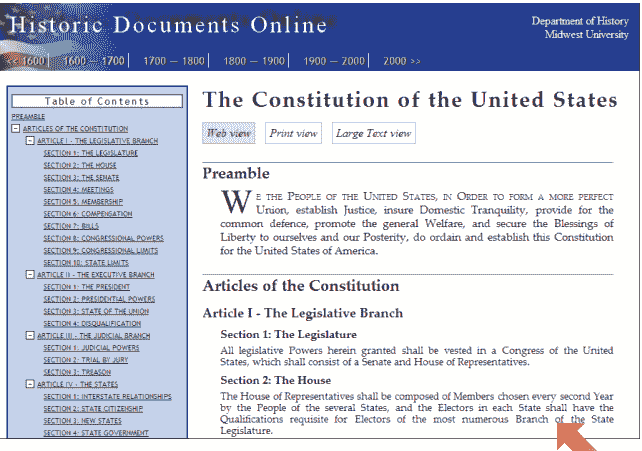 Historic Documents Online
Department of History
Midwest University
<< 1600 | 1600 — 1700 | 1700 — 1800 | 1800 — 1900 | 1900 — 2000 | 2000 >>
Table of Contents
PREAMBLE
ARTICLES OF THE CONSTITUTION
ARTICLE I - THE LEGISLATIVE BRANCH
SECTION 1: THE LEGISLATURE
SECTION 2: THE HOUSE
SECTION 3: THE SENATE
SECTION 4: MEETINGS
SECTION 5: MEMBERSHIP
SECTION 6: COMPENSATION
SECTION 7: BILLS
SECTION 8: CONGRESSIONAL POWERS
SECTION 9: CONGRESSIONAL LIMITS
SECTION 10: STATE LIMITS
ARTICLE II - THE EXECUTIVE BRANCH
SECTION 1: THE PRESIDENT
SECTION 2: PRESIDENTIAL POWERS
SECTION 3: STATE OF THE UNION
SECTION 4: DISQUALIFICATION
ARTICLE III - THE JUDICIAL BRANCH
SECTION 1: JUDICIAL POWERS
SECTION 2: TRIAL BY JURY
SECTION 3: TREASON
ARTICLE IV - THE STATES
SECTION 1: INTERSTATE RELATIONSHIPS
SECTION 2: STATE CITIZENSHIP
SECTION 3: NEW STATES
SECTION 4: STATE GOVERNMENT
The Constitution of the United States
Web view Print view Large Text view
Preamble
WE THE PEOPLE OF THE UNITED STATES, IN ORDER TO FORM A MORE PERFECT
Union, establish Justice, insure Domestic Tranquility, provide for the
common defence, promote the general Welfare, and secure the Blessings of
Liberty to ourselves and our Posterity, do ordain and establish this Constitution
for the United States of America.
Articles of the Constitution
Article I - The Legislative Branch
Section 1: The Legislature
All legislative Powers herein granted shall be vested in a Congress of the United
States, which shall consist of a Senate and House of Representatives.
Section 2: The House
The House of Representatives shall be composed of Members chosen every second Year
by the People of the several States, and the Electors in each State shall have the
Qualifications requisite for Electors of the most numerous Branch of the State
Legislature.